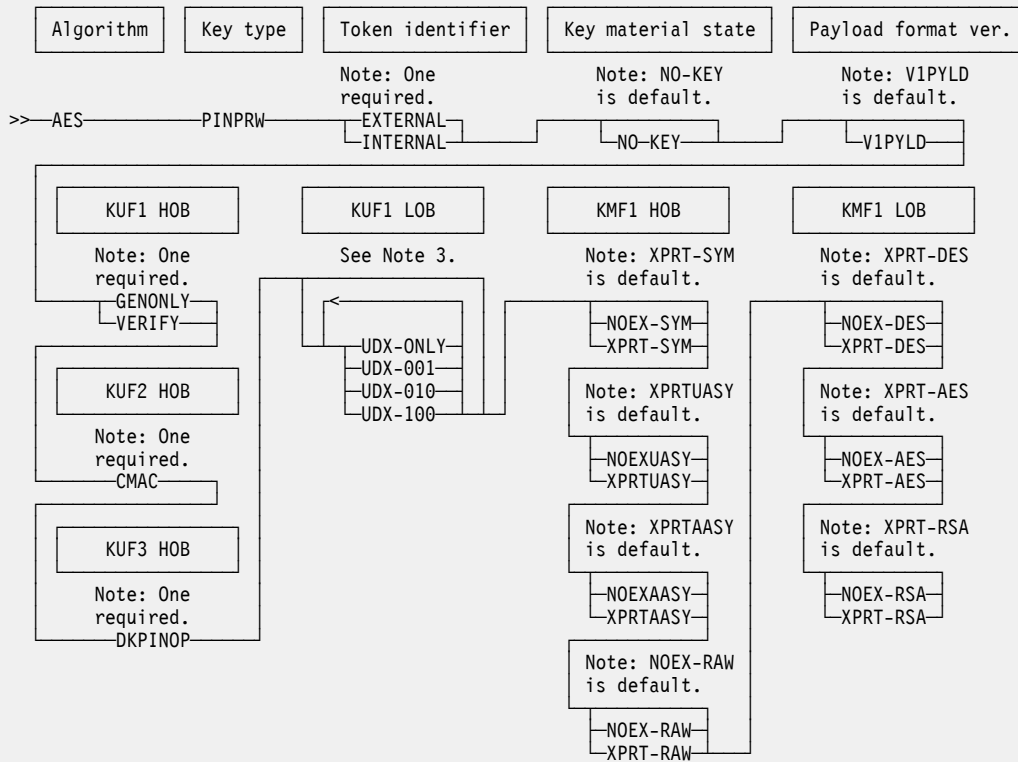 Algorithm Key type Token identifier Key material state Payload format ver.
Note: One required.
Note: NO-KEY is default.
Note: V1PYLD is default.
>>—AES PINPRW EXTERNAL
INTERNAL NO-KEY V1PYLD
KUF1 HOB KUF1 LOB KMF1 HOB KMF1 LOB
Note: One required.
See Note 3.
Note: XPRT-SYM is default.
Note: XPRT-DES is default.
GENONLY
VERIFY
<
UDX-ONLY
UDX-001
UDX-010
UDX-100
NOEX-SYM
XPRT-SYM
NOEX-DES
XPRT-DES
KUF2 HOB
Note: One required.
CMAC
Note: XPRTUASY is default.
NOEXUASY
XPRTUASY
Note: XPRT-AES is default.
NOEX-AES
XPRT-AES
KUF3 HOB
Note: One required.
DKPINOP
Note: XPRTAASY is default.
NOEXAASY
XPRTAASY
Note: XPRT-RSA is default.
NOEX-RSA
XPRT-RSA
Note: NOEX-RAW is default.
NOEX-RAW
XPRT-RAW